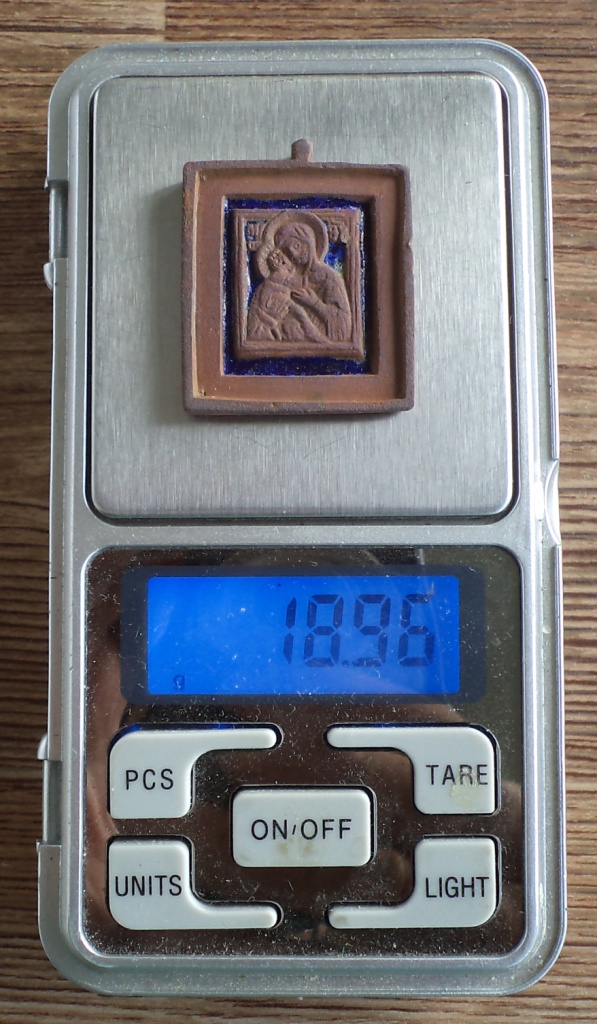 18.96
g
PCS
TARE
ON/OFF
UNITS
LIGHT